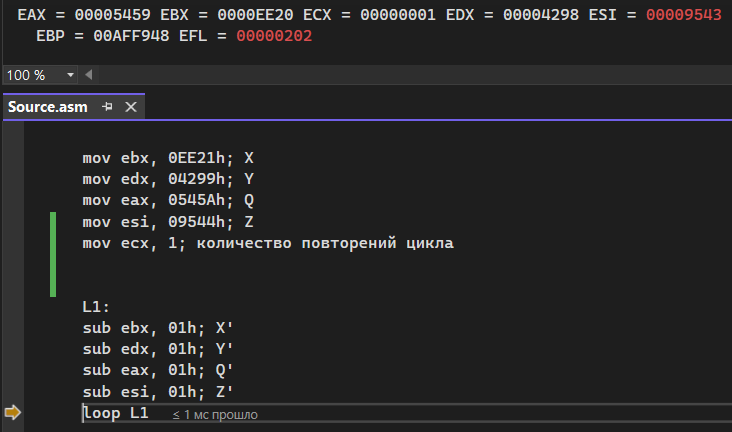 EAX = 00005459 EBX = 0000EE20 ECX = 00000001 EDX = 00004298 ESI = 00009543
EBP = 00AFF948 EFL = 00000202
100 %
Source.asm
mov ebx, 0EE21h; X
mov edx, 04299h; Y
mov eax, 0545Ah; Q
mov esi, 09544h; Z
mov ecx, 1; количество повторений цикла
L1:
sub ebx, 01h; X'
sub edx, 01h; Y'
sub eax, 01h; Q'
sub esi, 01h; Z'
loop L1 ≤ 1 мс прошло